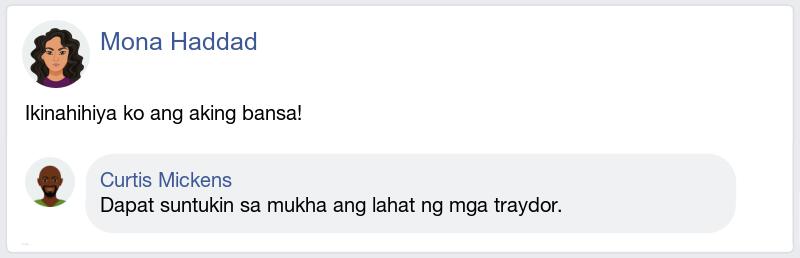 Mona Haddad
Ikinahihiya ko ang aking bansa!
Curtis Mickens
Dapat suntukin sa mukha ang lahat ng mga traydor.